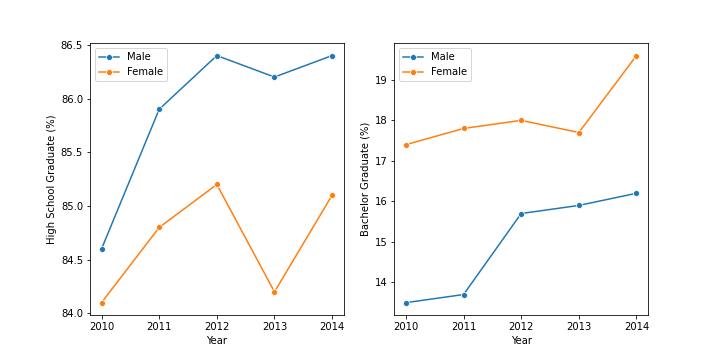 Male
Female
High School Graduate (%)
86.5
86.0
85.5
85.0
84.5
84.0
2010 2011 2012 2013 2014
Year
Male
Female
Bachelor Graduate (%)
19
18
17
16
15
14
2010 2011 2012 2013 2014
Year